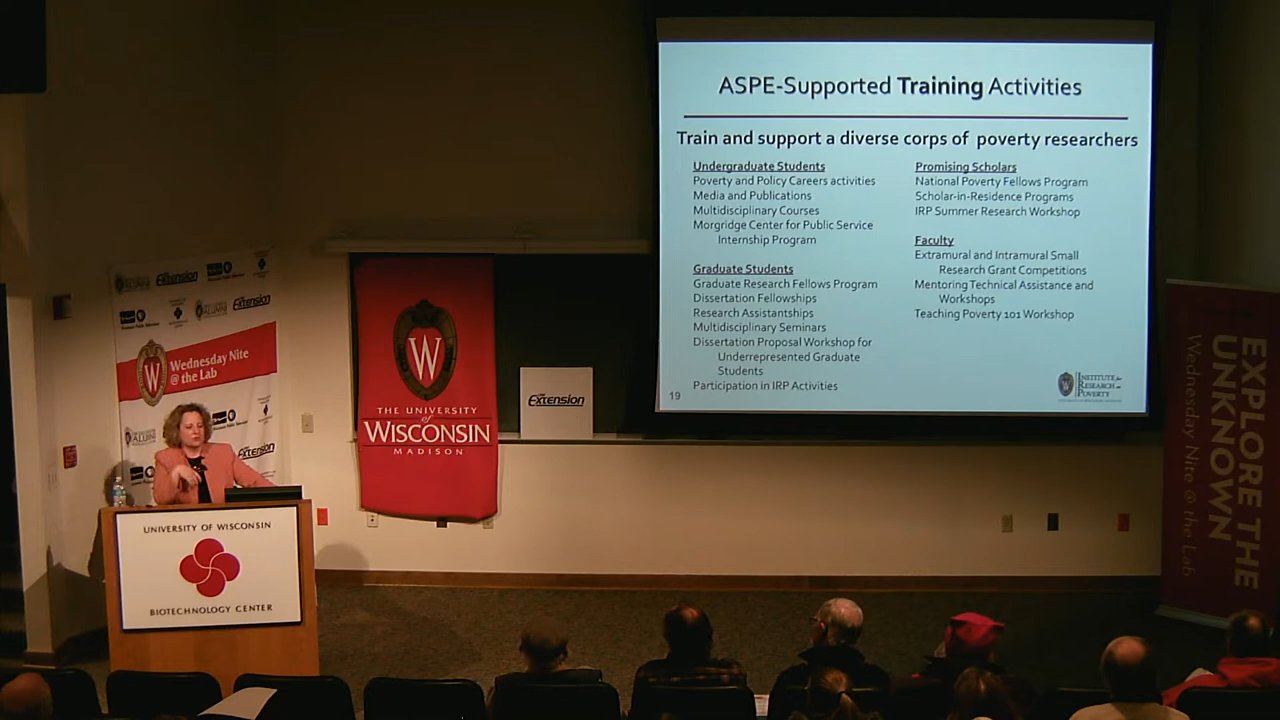 ASPE-Supported Training Activities
Train and support a diverse corps of poverty researchers
Undergraduate Students
Poverty and Policy Careers activities
Media and Publications
Multidisciplinary Courses
Morgridge Center for Public Service
Internship Program
Graduate Students
Graduate Research Fellows Program
Dissertation Fellowships
Research Assistantships
Multidisciplinary Seminars
Dissertation Proposal Workshop for
Underrepresented Graduate
Students
Participation in IRP Activities
Promising Scholars
National Poverty Fellows Program
Scholar-in-Residence Programs
IRP Summer Research Workshop
Faculty
Extramural and Intramural Small
Research Grant Competitions
Mentoring Technical Assistance and
Workshops
Teaching Poverty 101 Workshop
19
INSTITUTE for
RESEARCH on
POVERTY
Extension
Extension
Wednesday Nite
@ the Lab
Extension
W
THE UNIVERSITY
of
WISCONSIN
MADISON
Extension
UNIVERSITY OF WISCONSIN
BIOTECHNOLOGY CENTER
EXPLORE THE
UNKNOWN
Wednesday Nite @ the Lab